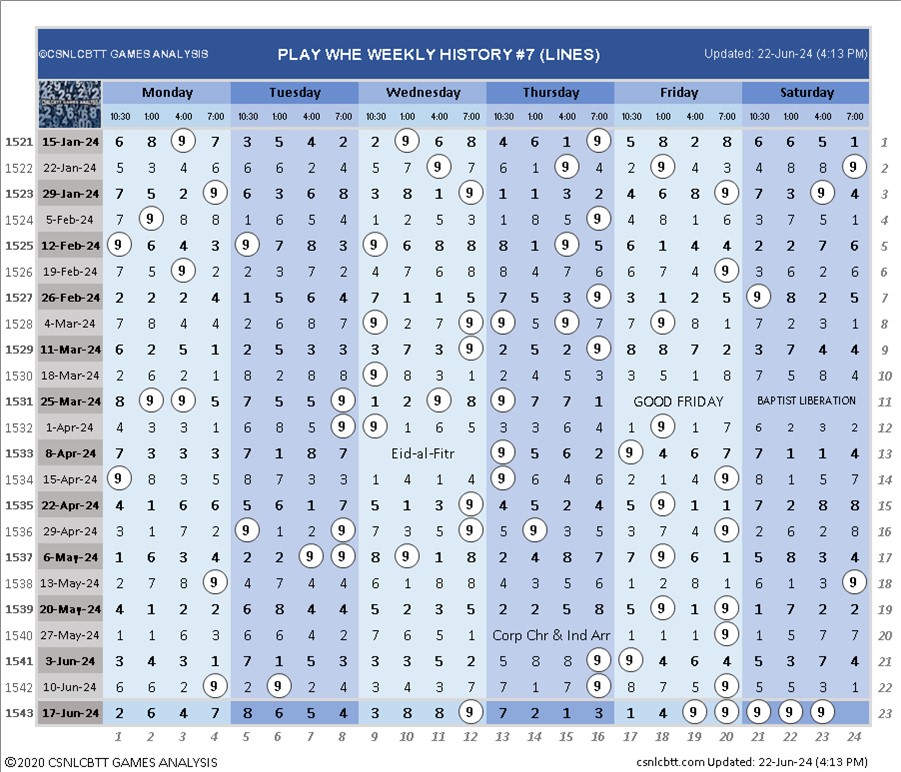 ©CSNLCBTT GAMES ANALYSIS PLAY WHE WEEKLY HISTORY #7 (LINES) Updated: 22-Jun-24 (4:13 PM)
Monday Tuesday Wednesday Thursday Friday Saturday
10:30 1:00 4:00 7:00 10:30 1:00 4:00 7:00 10:30 1:00 4:00 7:00 10:30 1:00 4:00 7:00 10:30 1:00 4:00 7:00 10:30 1:00 4:00 7:00
1521 15-Jan-24 6 8 9 7 3 5 4 2 2 9 6 8 4 6 1 9 5 8 2 8 6 6 5 1 1
1522 22-Jan-24 5 3 4 6 6 6 2 4 5 7 9 7 6 1 9 4 2 9 2 2 4 8 8 9 2
1523 29-Jan-24 7 5 2 9 6 3 6 8 3 8 1 9 1 1 3 2 4 6 8 9 7 3 9 4 3
1524 5-Feb-24 7 9 8 8 1 6 5 4 1 2 5 3 1 8 5 9 4 8 1 6 3 7 5 1 4
1525 12-Feb-24 9 6 4 3 9 7 8 3 9 6 8 8 8 1 9 5 6 1 4 4 2 2 7 6 5
1526 19-Feb-24 7 5 9 2 2 3 7 2 4 7 6 8 8 4 7 6 6 7 4 9 3 6 2 6 6
1527 26-Feb-24 2 2 2 4 1 5 6 4 7 1 1 5 7 5 3 9 3 1 2 5 9 8 2 5 7
1528 4-Mar-24 7 8 4 4 2 6 8 7 9 2 7 9 9 5 9 7 7 9 8 1 7 2 3 1 8
1529 11-Mar-24 6 2 5 1 2 5 3 3 3 7 3 9 2 5 2 9 8 8 7 2 3 7 4 4 9
1530 18-Mar-24 2 6 2 1 8 2 8 8 9 8 3 1 2 4 5 3 3 5 1 8 7 5 8 4 10
1531 25-Mar-24 8 9 9 5 7 5 5 9 1 2 9 8 9 7 7 1 GOOD FRIDAY BAPTIST LIBERATION 11
1532 1-Apr-24 4 3 3 1 6 8 5 9 9 1 6 5 3 3 6 4 1 9 1 7 6 2 3 2 12
1533 8-Apr-24 7 3 3 3 7 1 8 7 Eid-al-Fitr 9 5 6 2 9 4 6 7 7 1 1 4 13
1534 15-Apr-24 9 8 3 5 8 7 3 3 1 4 1 4 9 6 4 6 2 1 4 9 8 1 5 7 14
1535 22-Apr-24 4 1 6 6 5 6 1 7 5 1 3 9 4 5 2 4 5 9 1 1 7 2 8 8 15
1536 29-Apr-24 3 1 7 2 9 1 2 9 7 3 5 9 5 9 3 5 3 7 4 9 2 6 2 8 16
1537 6-May-24 1 6 3 4 2 2 9 9 8 9 1 8 2 4 8 7 7 9 6 1 5 8 3 4 17
1538 13-May-24 2 7 8 9 4 7 4 4 6 1 8 8 4 3 5 6 1 2 8 1 6 1 3 9 18
1539 20-May-24 4 1 2 2 6 8 4 4 5 2 3 5 2 2 5 8 5 9 1 9 1 7 2 2 19
1540 27-May-24 1 1 6 3 6 6 4 2 7 6 5 1 Corp Chr & Ind Arr 1 1 1 9 1 5 7 7 20
1541 3-Jun-24 3 4 3 1 7 1 5 3 3 3 5 2 5 8 8 9 9 4 6 4 5 3 7 4 21
1542 10-Jun-24 6 6 2 9 2 9 2 4 3 4 3 7 7 1 7 9 8 7 5 9 5 5 3 1 22
1543 17-Jun-24 2 6 4 7 8 6 5 4 3 8 8 9 7 2 1 3 1 4 9 9 9 9 9 23
1 2 3 4 5 6 7 8 9 10 11 12 13 14 15 16 17 18 19 20 21 22 23 24
©2020 CSNLCBTT GAMES ANALYSIS csnlcbtt.com Updated: 22-Jun-24 (4:13 PM)